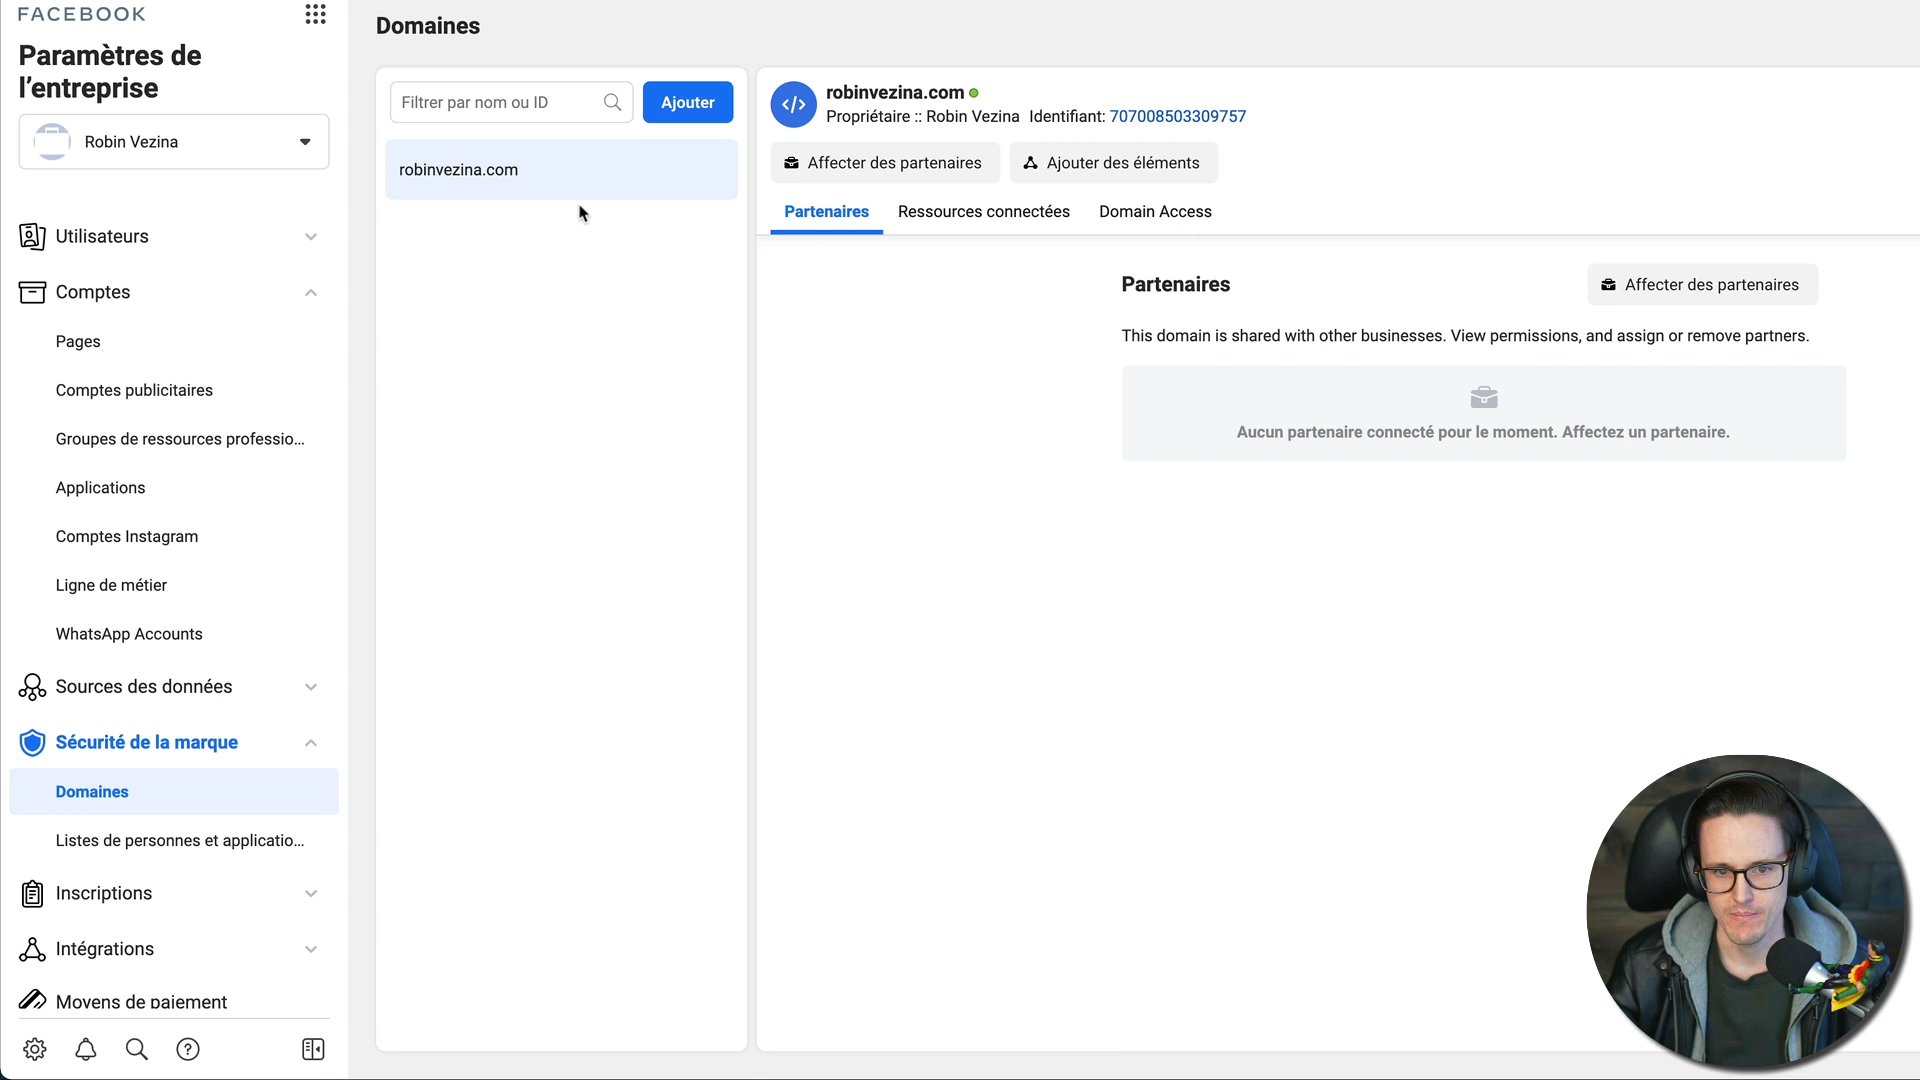 FACEBOOK
Paramètres de
l’entreprise
Robin Vezina
Utilisateurs
Comptes
Pages
Comptes publicitaires
Groupes de ressources professio...
Applications
Comptes Instagram
Ligne de métier
WhatsApp Accounts
Sources des données
Sécurité de la marque
Domaines
Listes de personnes et applicatio...
Inscriptions
Intégrations
Moyens de paiement
Domaines
Filtrer par nom ou ID
Ajouter
robinvezina.com
robinvezina.com
Propriétaire :: Robin Vezina Identifiant: 707008503309757
Affecter des partenaires
Ajouter des éléments
Partenaires
Ressources connectées
Domain Access
Partenaires
Affecter des partenaires
This domain is shared with other businesses. View permissions, and assign or remove partners.
Aucun partenaire connecté pour le moment. Affectez un partenaire.